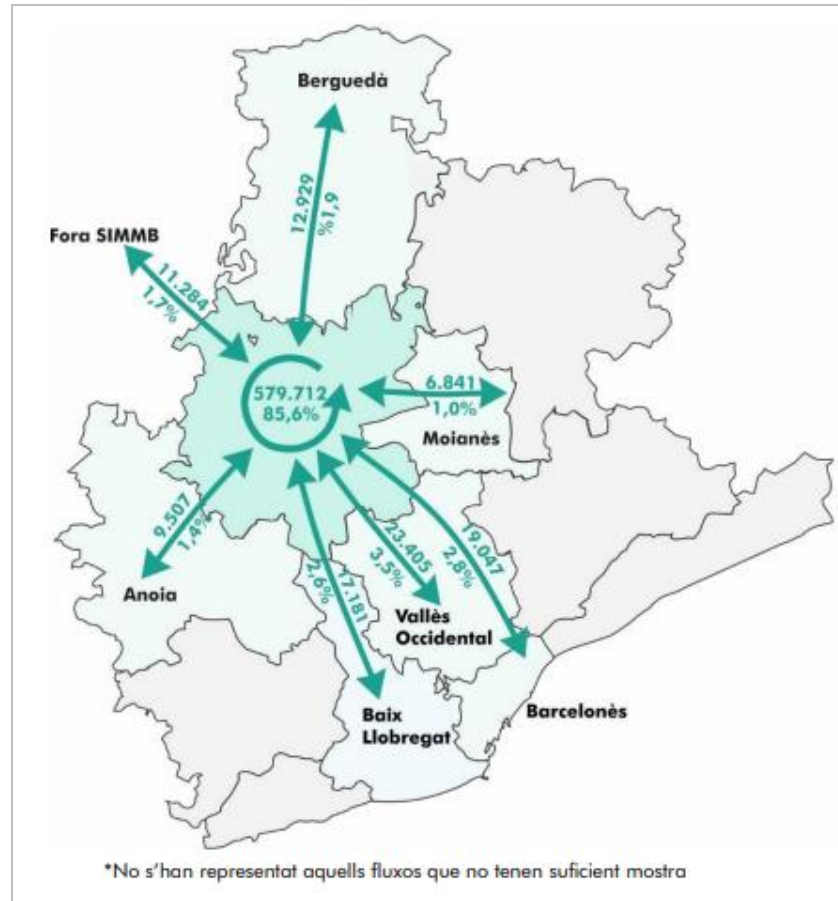 Berguedà
12.929
%1,9
Fora SIMMB
11.284
1,7%
579.712
85,6%
6.841
1,0%
Moianès
9.507
1,4%
Anoia
17.181
2,6%
23.405
3,5%
Vallès
Occidental
19.047
2,8%
Baix
Llobregat
Barcelonès
*No s'han representat aquells fluxos que no tenen suficient mostra